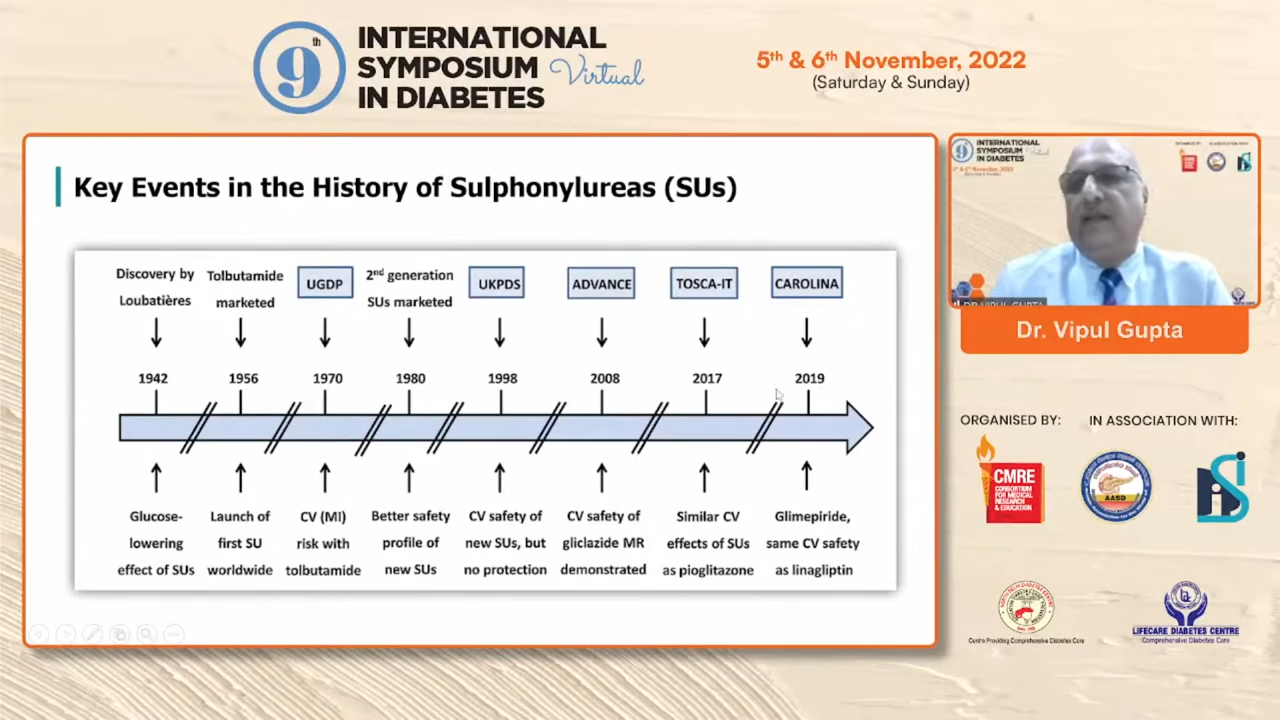 9th
INTERNATIONAL
SYMPOSIUM Virtual
IN DIABETES
5th & 6th November, 2022
(Saturday & Sunday)
Key Events in the History of Sulphonylureas (SUs)
Discovery by
Loubatières
Tolbutamide
marketed
UGDP
2nd generation
SUs marketed
UKPDS
ADVANCE
TOSCA-IT
CAROLINA
1942
1956
1970
1980
1998
2008
2017
2019
Glucose-
lowering
effect of SUs
Launch of
first SU
worldwide
CV (MI)
risk with
tolbutamide
Better safety
profile of
new SUs
CV safety of
new SUs, but
no protection
CV safety of
gliclazide MR
demonstrated
Similar CV
effects of SUs
as pioglitazone
Glimepiride,
same CV safety
as linagliptin
9th
INTERNATIONAL
SYMPOSIUM
IN DIABETES
DR VIPUL GUPTA
Dr. Vipul Gupta
ORGANISED BY:
IN ASSOCIATION WITH:
CMRE
CONSORTIUM
FOR MEDICAL
RESEARCH
& EDUCATION
AASD
Centre Providing Comprehensive Diabetes Care
LIFECARE DIABETES CENTRE
Comprehensive Diabetes Care